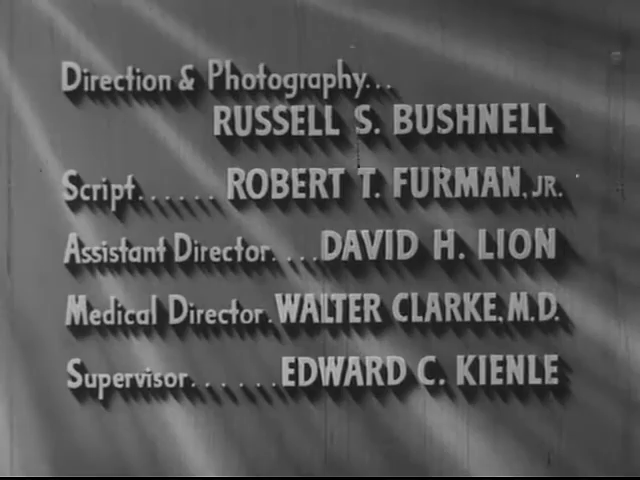 Direction & Photography...
RUSSELL S. BUSHNELL
Script...... ROBERT T. FURMAN, JR.
Assistant Director....DAVID H. LION
Medical Director.WALTER CLARKE, M.D.
Supervisor......EDWARD C. KIENLE